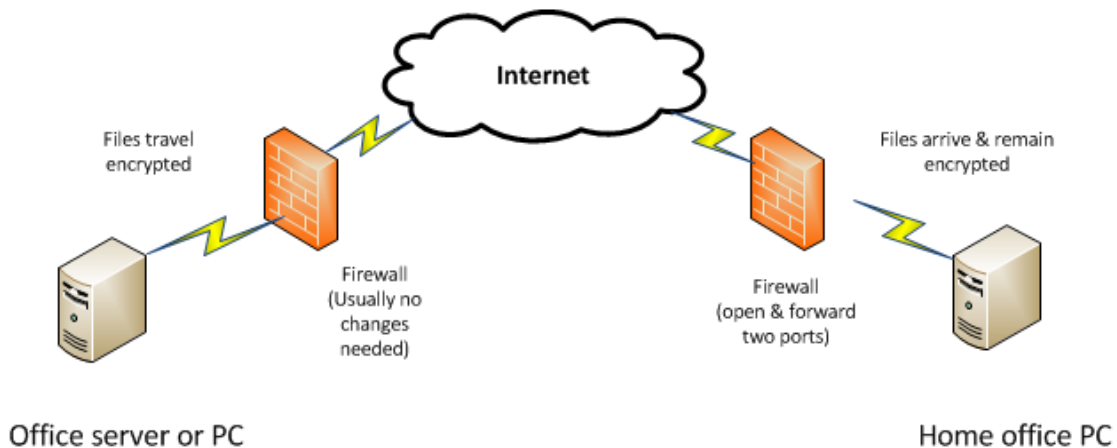 Internet
Files travel
encrypted
Files arrive & remain
encrypted
Firewall
(Usually no
changes
needed)
Firewall
(open & forward
two ports)
Office server or PC
Home office PC